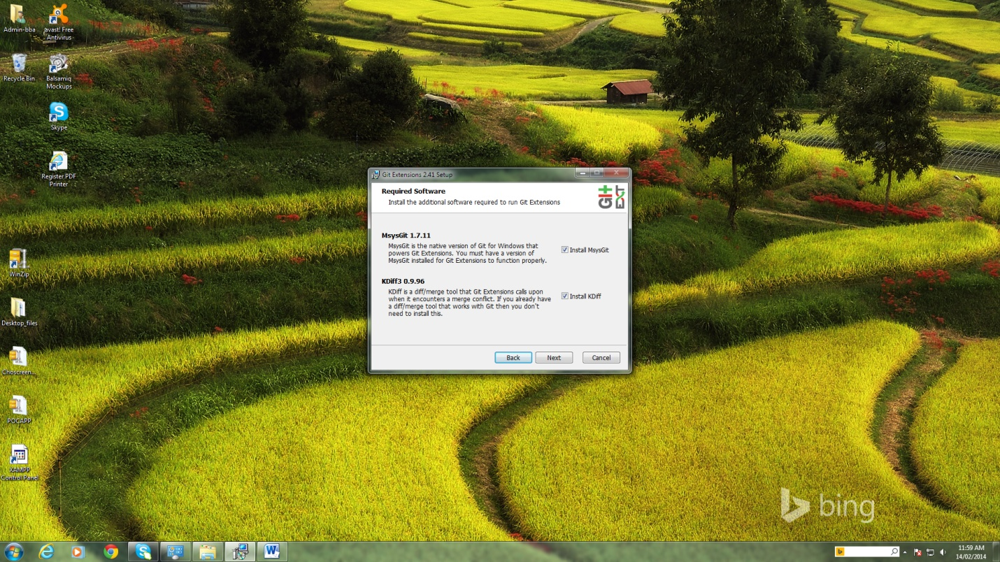 Admin-bba
avast! Free
Antivirus
Recycle Bin
Balsamiq
Mockups
Skype
Register PDF
Printer
WinZip
Desktop_files
Choscreen...
POCAPP
XAMPP
Control Panel
Git Extensions 2.41 Setup
Required Software
Install the additional software required to run Git Extensions
Git
EXT
MsysGit 1.7.11
MsysGit is the native version of Git for Windows that
powers Git Extensions. You must have a version of
MsysGit installed for Git Extensions to function properly.
Install MsysGit
KDiff3 0.9.96
KDiff is a diff/merge tool that Git Extensions calls upon
when it encounters a merge conflict. If you already have
a diff/merge tool that works with Git then you don't
need to install this.
Install KDiff
Back
Next
Cancel
bing
11:59 AM
14/02/2014